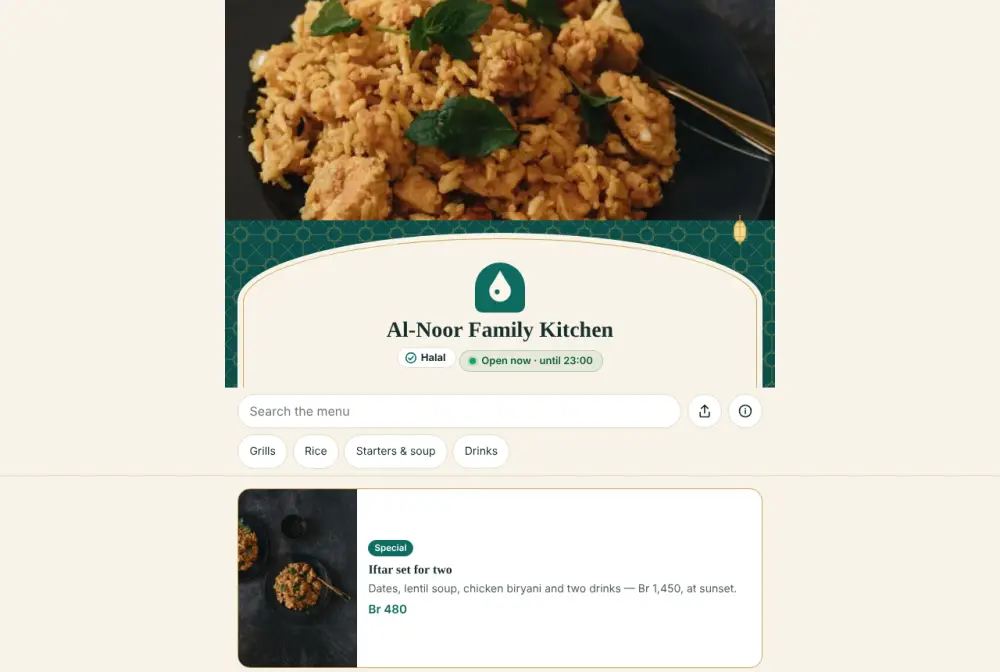 Al-Noor Family Kitchen
Halal
Open now · until 23:00
Search the menu
Grills
Rice
Starters & soup
Drinks
Special
Iftar set for two
Dates, lentil soup, chicken biryani and two drinks — Br 1,450, at sunset.
Br 480